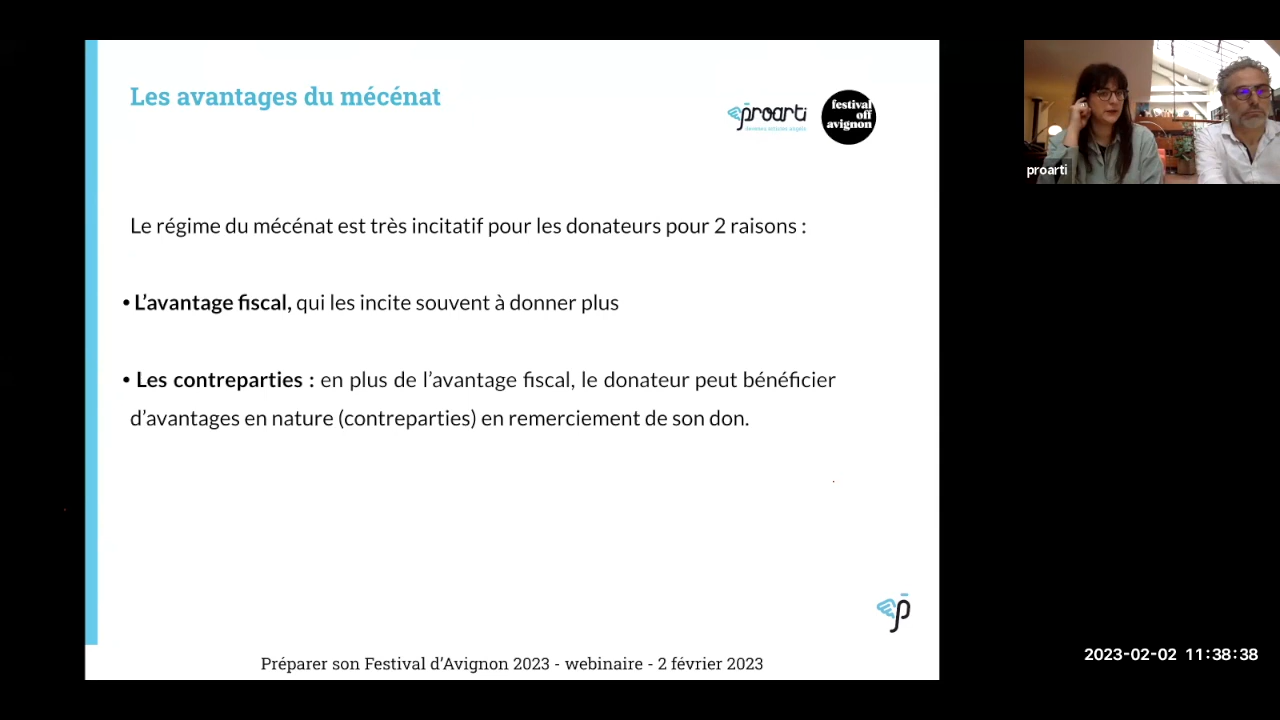 Les avantages du mécénat
proarti
festival
off
avignon
Le régime du mécénat est très incitatif pour les donateurs pour 2 raisons :
• L'avantage fiscal, qui les incite souvent à donner plus
• Les contreparties : en plus de l'avantage fiscal, le donateur peut bénéficier
d'avantages en nature (contreparties) en remerciement de son don.
Préparer son Festival d'Avignon 2023 - webinaire - 2 février 2023
proarti
2023-02-02 11:38:38